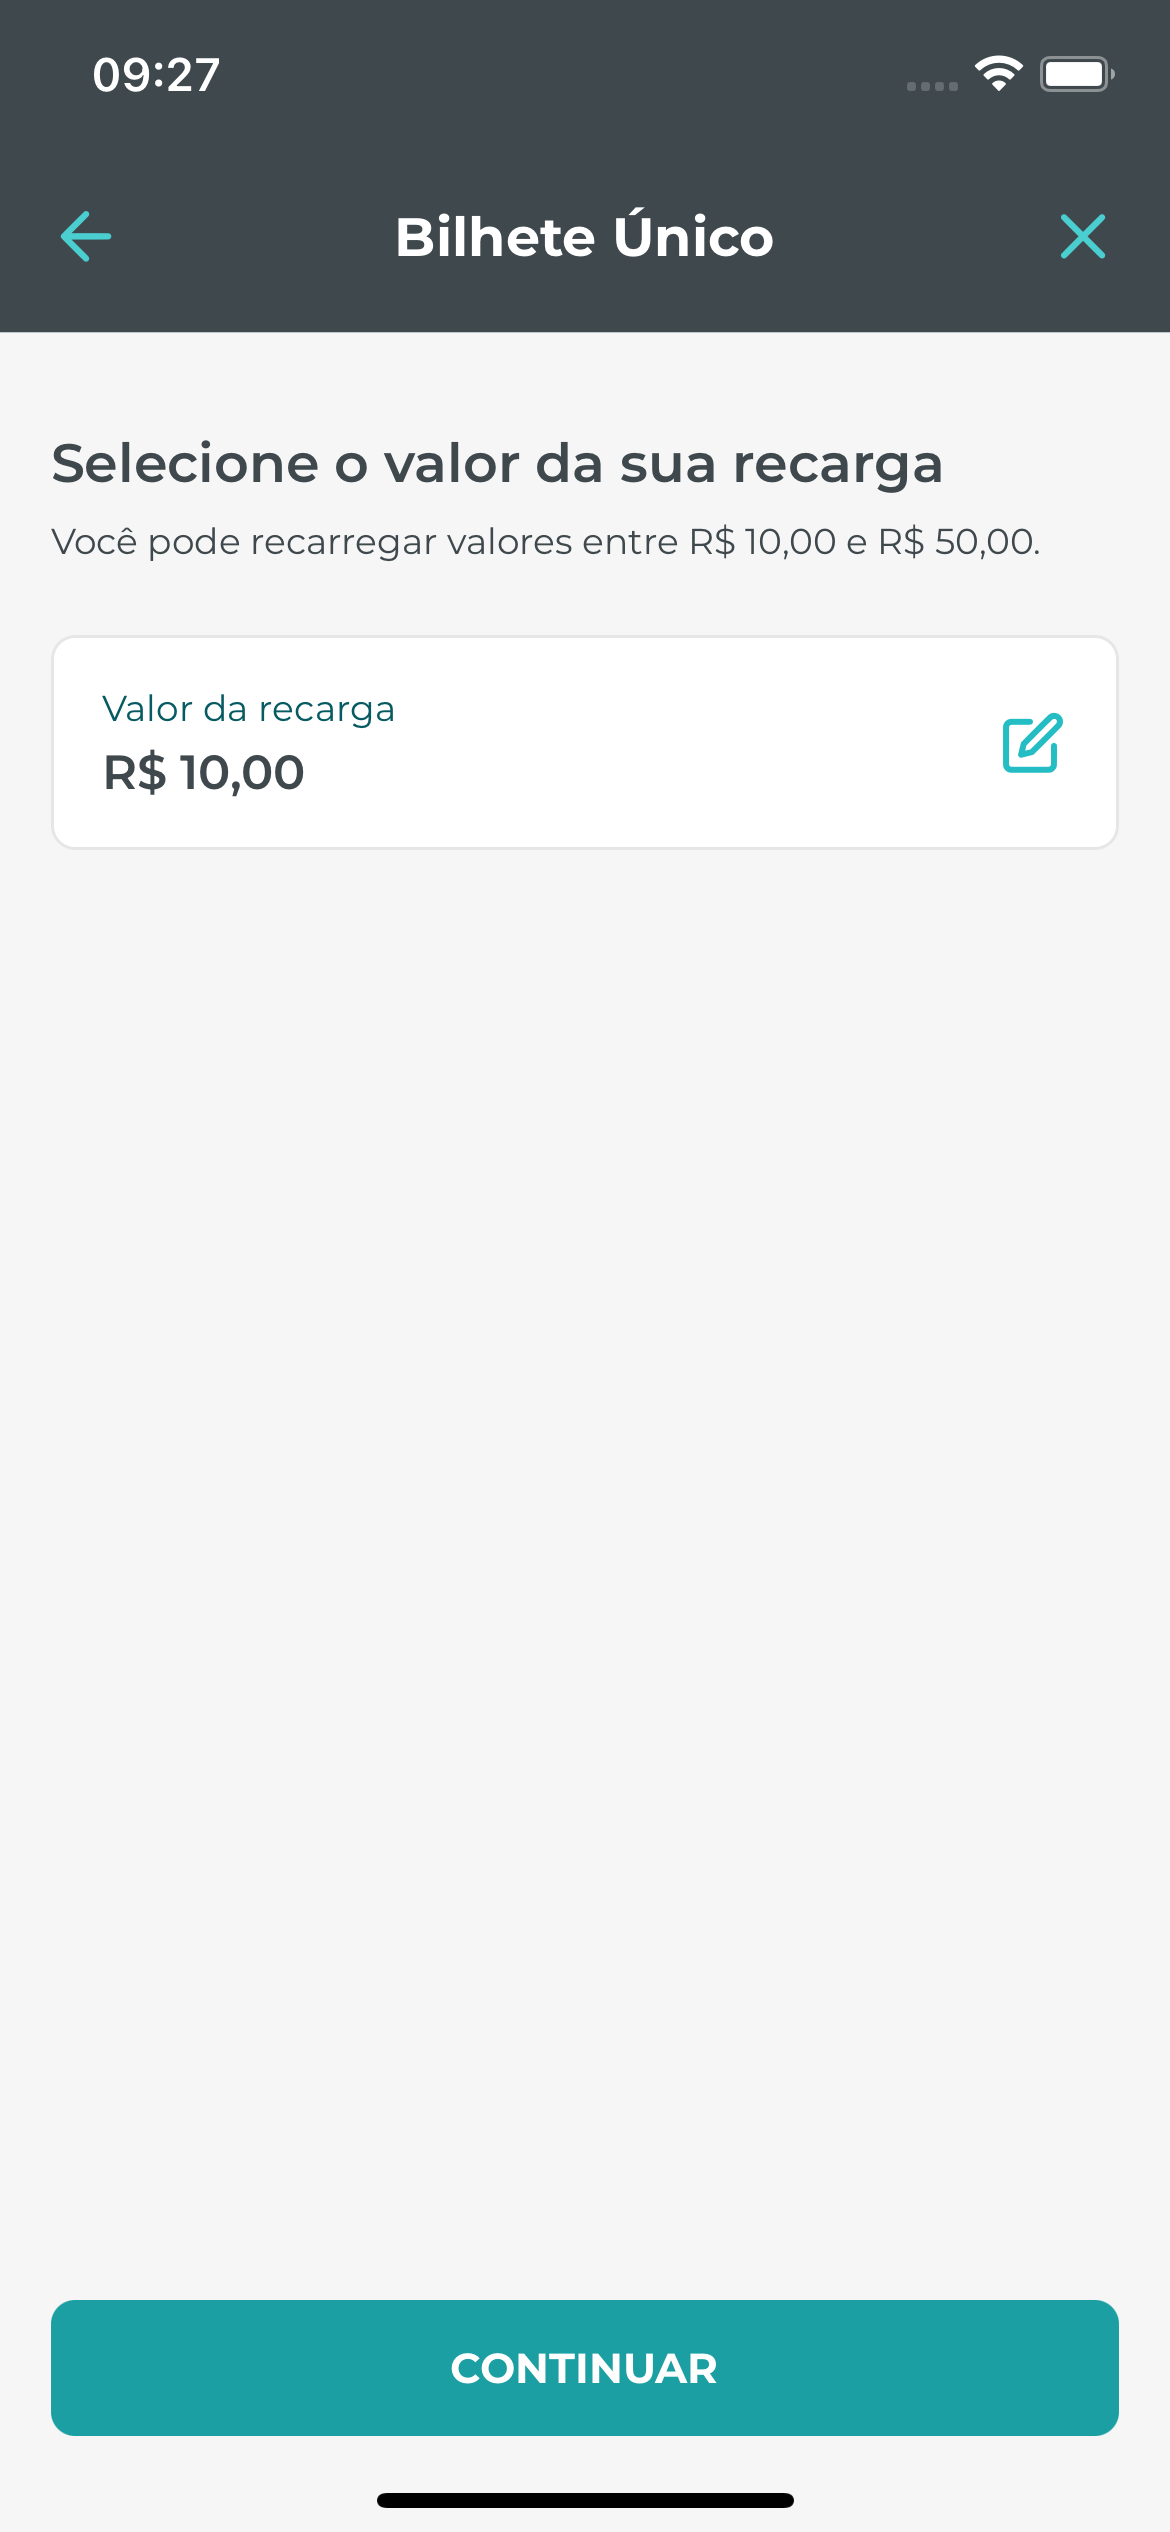 09:27
Bilhete Único
Selecione o valor da sua recarga
Você pode recarregar valores entre R$ 10,00 e R$ 50,00.
Valor da recarga
R$ 10,00
CONTINUAR